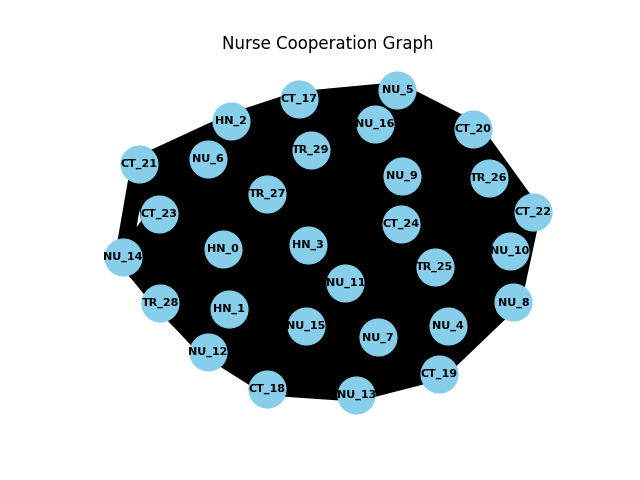 Nurse Cooperation Graph
NU_5
CT_17
HN_2
NU_16
CT_20
TR_29
NU_6
CT_21
NU_9
TR_26
TR_27
CT_23
CT_22
CT_24
HN_3
HN_0
NU_10
NU_14
TR_25
NU_11
TR_28
NU_8
HN_1
NU_15
NU_4
NU_7
NU_12
CT_19
CT_18
NU_13